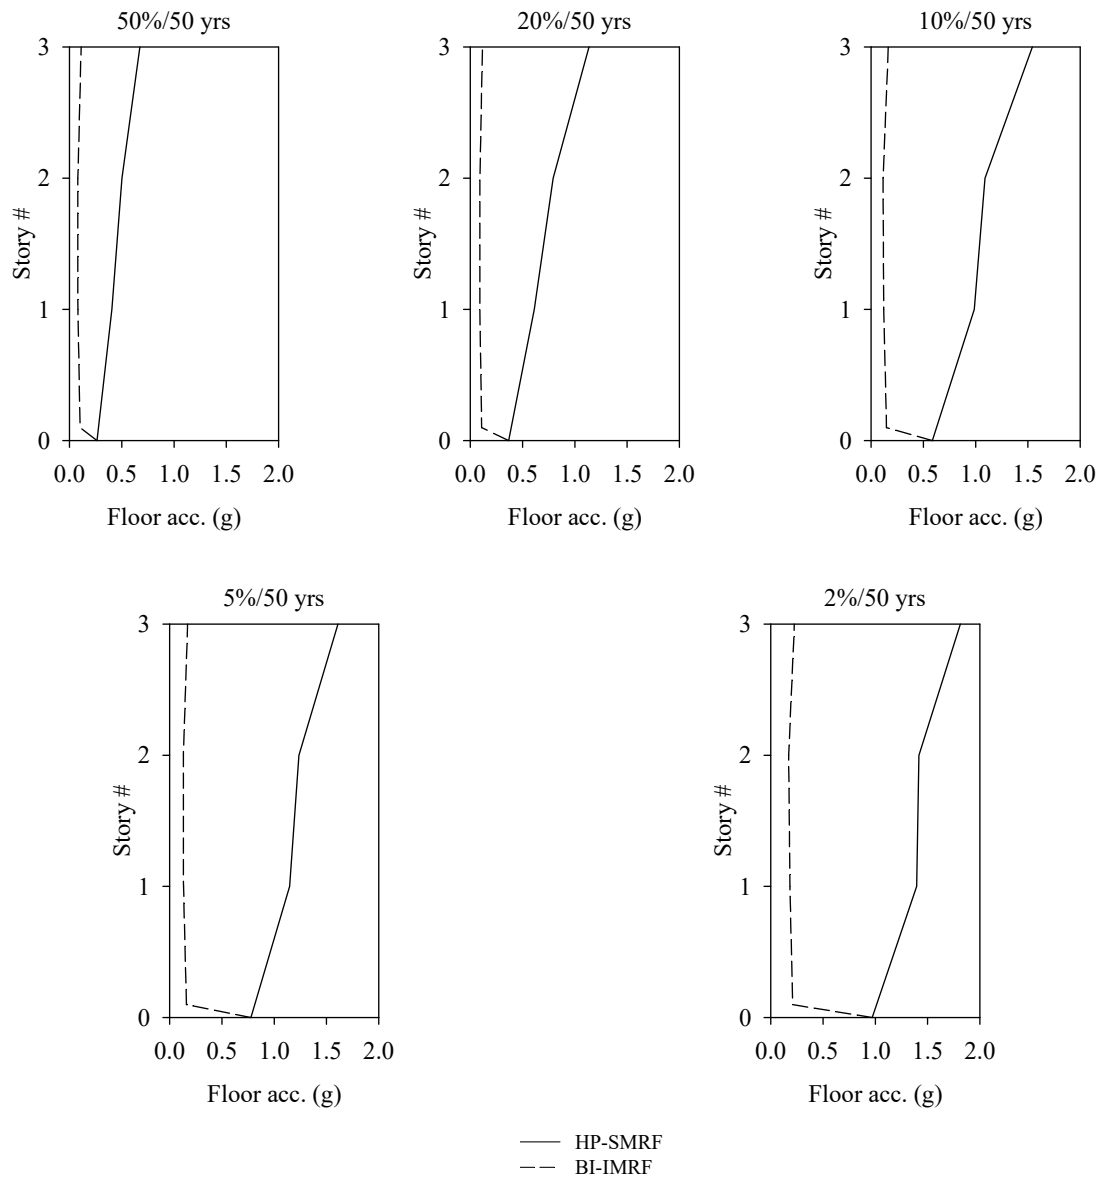 50%/50 yrs
20%/50 yrs
10%/50 yrs
3
2
1
0
Story #
0.0 0.5 1.0 1.5 2.0
Floor acc. (g)
3
2
1
0
Story #
0.0 0.5 1.0 1.5 2.0
Floor acc. (g)
3
2
1
0
Story #
0.0 0.5 1.0 1.5 2.0
Floor acc. (g)
5%/50 yrs
3
2
1
0
Story #
0.0 0.5 1.0 1.5 2.0
Floor acc. (g)
2%/50 yrs
3
2
1
0
Story #
0.0 0.5 1.0 1.5 2.0
Floor acc. (g)
HP-SMRF
BI-IMRF